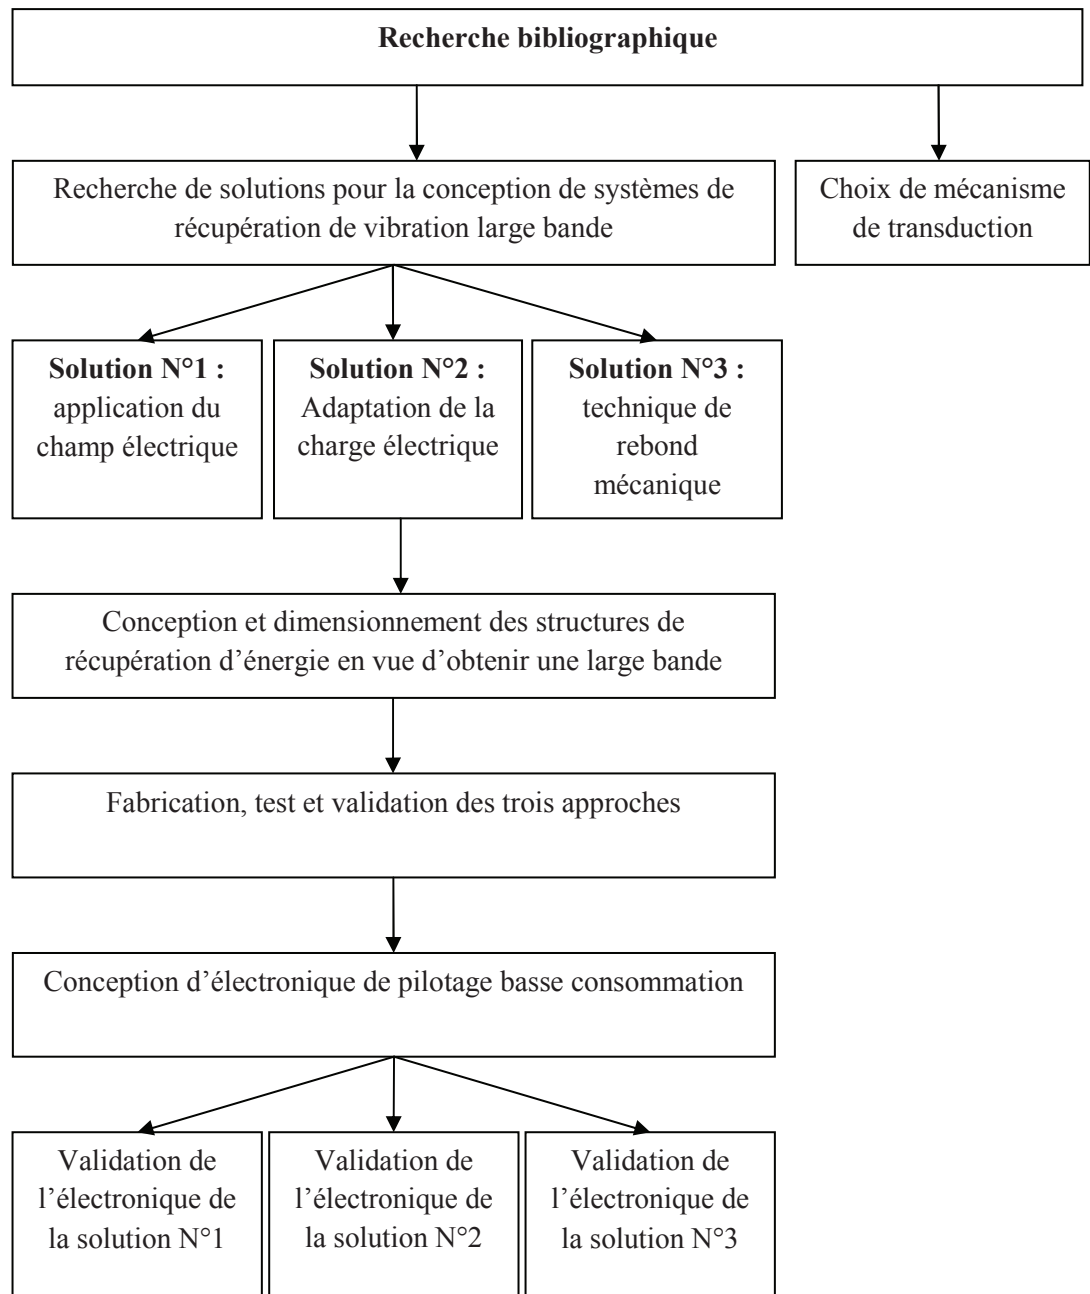 Recherche bibliographique
Recherche de solutions pour la conception de systèmes de
récupération de vibration large bande
Choix de mécanisme
de transduction
Solution N°1 :
application du
champ électrique
Solution N°2 :
Adaptation de la
charge électrique
Solution N°3 :
technique de
rebond
mécanique
Conception et dimensionnement des structures de
récupération d’énergie en vue d’obtenir une large bande
Fabrication, test et validation des trois approches
Conception d’électronique de pilotage basse consommation
Validation de
l’électronique de
la solution N°1
Validation de
l’électronique de
la solution N°2
Validation de
l’électronique de
la solution N°3